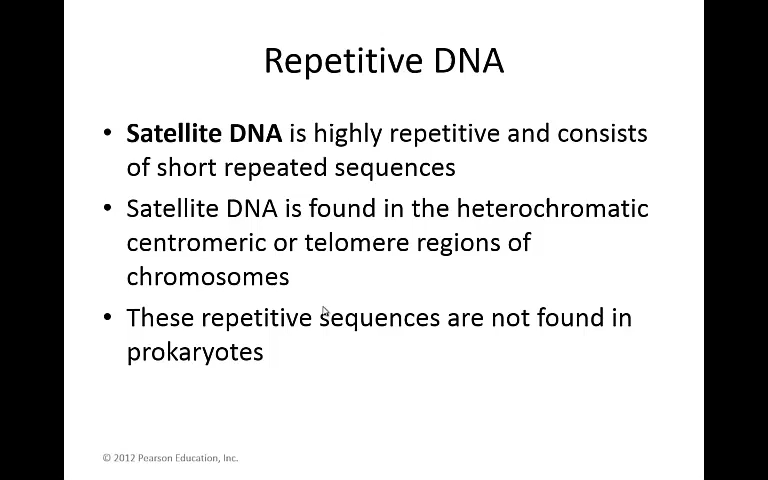 Repetitive DNA
• Satellite DNA is highly repetitive and consists
of short repeated sequences
• Satellite DNA is found in the heterochromatic
centromeric or telomere regions of
chromosomes
• These repetitive sequences are not found in
prokaryotes
© 2012 Pearson Education, Inc.